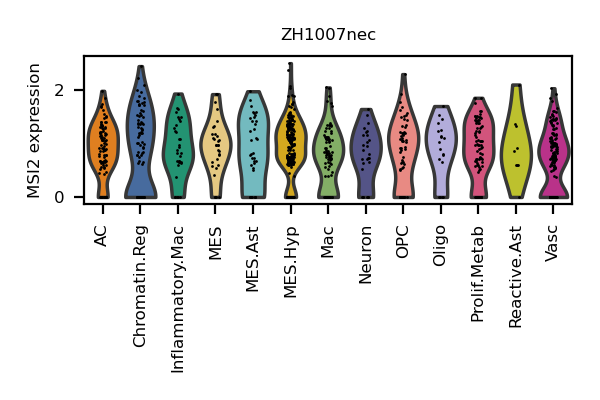 ZH1007nec
MSI2 expression
2
0
AC
Chromatin.Reg
Inflammatory.Mac
MES
MES.Ast
MES.Hyp
Mac
Neuron
OPC
Oligo
Prolif.Metab
Reactive.Ast
Vasc